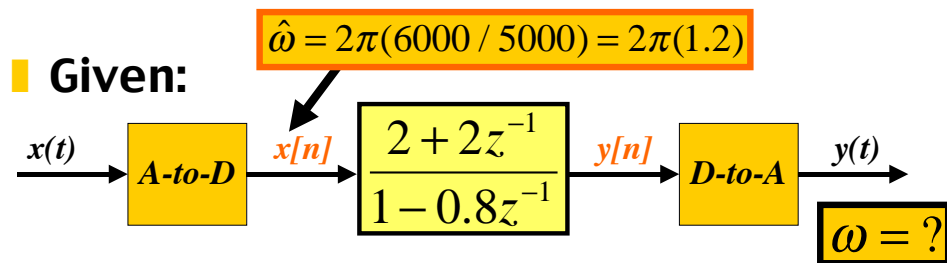 ω̂ = 2π(6000 / 5000) = 2π(1.2)
Given:
x(t) A-to-D x[n] 2 + 2z⁻¹ / 1 − 0.8z⁻¹ y[n] D-to-A y(t)
ω = ?